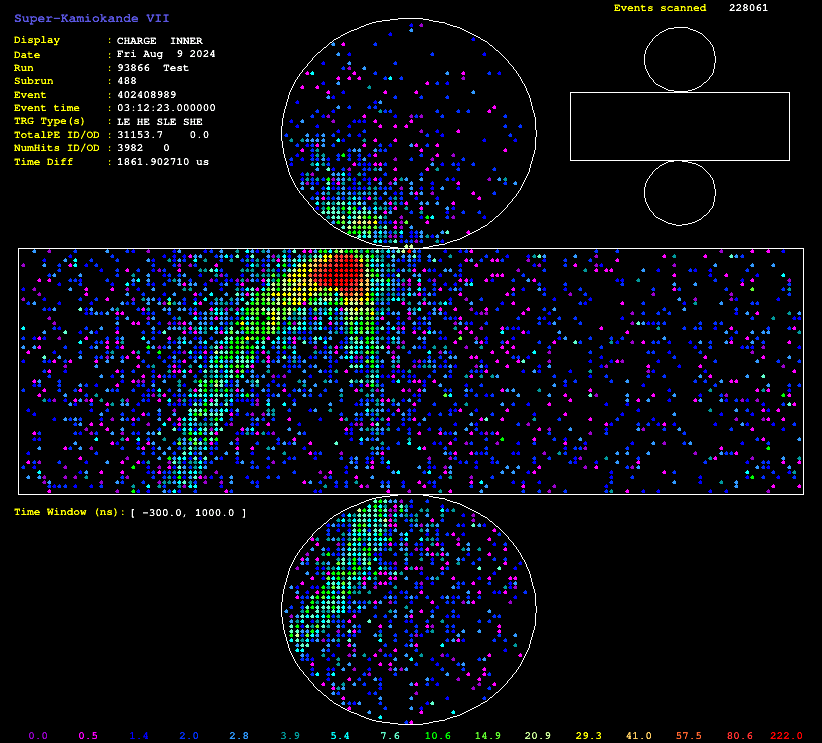 Super-Kamiokande VII
Events scanned 228061
Display : CHARGE INNER
Date : Fri Aug 9 2024
Run : 93866 Test
Subrun : 488
Event : 402408989
Event time : 03:12:23.000000
TRG Type(s) : LE HE SLE SHE
TotalPE ID/OD : 31153.7 0.0
NumHits ID/OD : 3982 0
Time Diff : 1861.902710 us
Time Window (ns): [ -300.0, 1000.0 ]
0.0 0.5 1.4 2.0 2.8 3.9 5.4 7.6 10.6 14.9 20.9 29.3 41.0 57.5 80.6 222.0